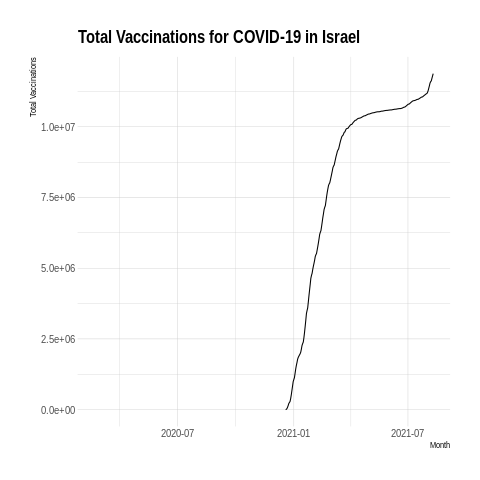 Total Vaccinations for COVID-19 in Israel
Total Vaccinations
1.0e+07
7.5e+06
5.0e+06
2.5e+06
0.0e+00
2020-07
2021-01
2021-07
Month